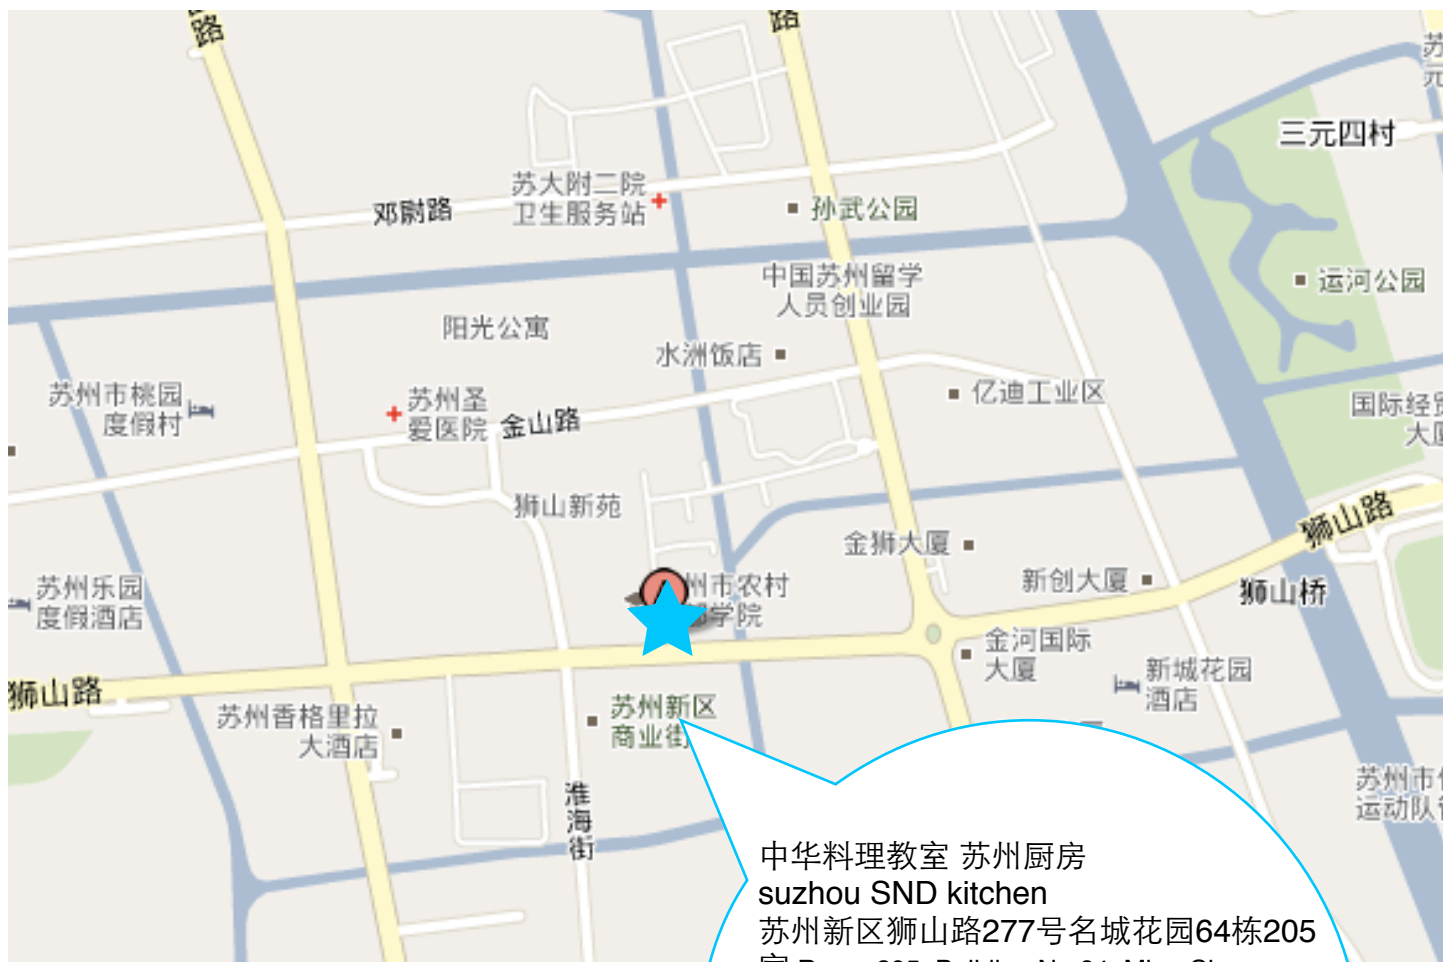 路
路
苏
元
三元四村
苏大附二院
卫生服务站
邓尉路
孙武公园
中国苏州留学
人员创业园
运河公园
阳光公寓
水洲饭店
苏州市桃园
度假村
苏州圣
爱医院
金山路
亿迪工业区
国际经贸
大厦
狮山新苑
狮山路
金狮大厦
新创大厦
狮山桥
苏州乐园
度假酒店
州市农村
学院
金河国际
大厦
新城花园
酒店
狮山路
苏州香格里拉
大酒店
苏州新区
商业街
淮海街
苏州市
运动队
中华料理教室 苏州厨房
suzhou SND kitchen
苏州新区狮山路277号名城花园64栋205